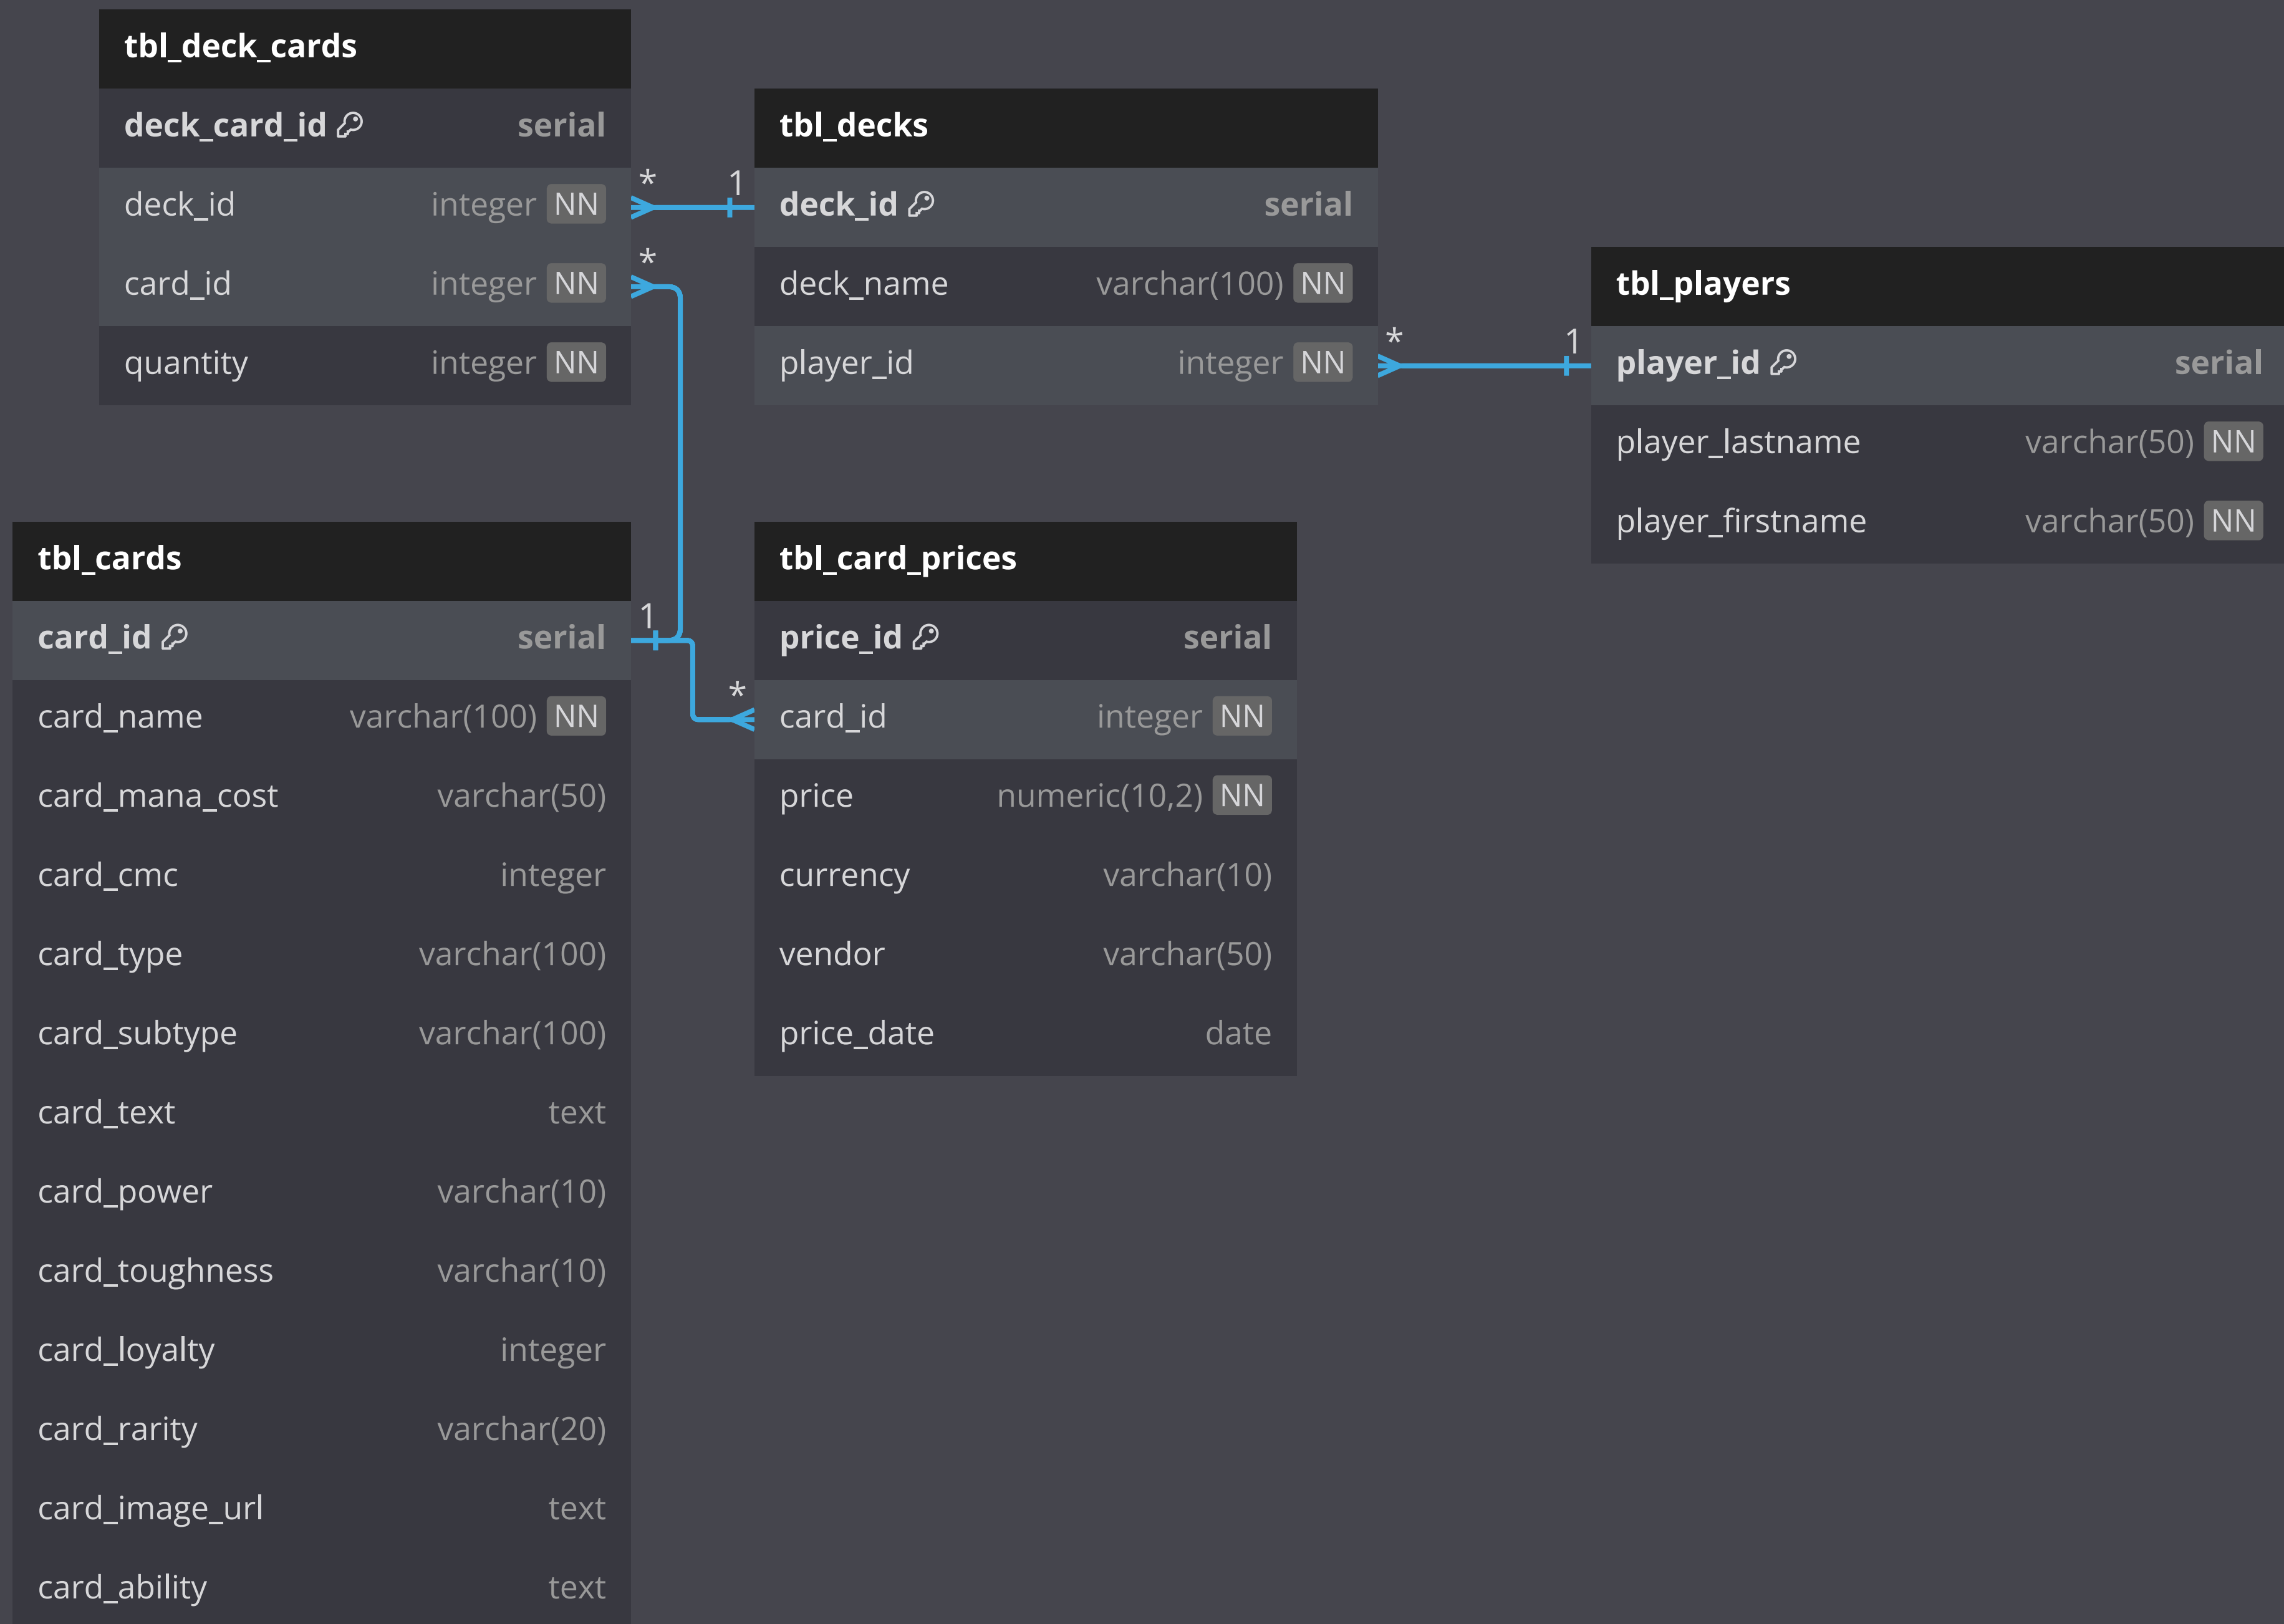 tbl_deck_cards
deck_card_id serial
deck_id integer NN
card_id integer NN
quantity integer NN
* 1
*
tbl_decks
deck_id serial
deck_name varchar(100) NN
player_id integer NN
* 1
tbl_players
player_id serial
player_lastname varchar(50) NN
player_firstname varchar(50) NN
tbl_cards
card_id serial
card_name varchar(100) NN
card_mana_cost varchar(50)
card_cmc integer
card_type varchar(100)
card_subtype varchar(100)
card_text text
card_power varchar(10)
card_toughness varchar(10)
card_loyalty integer
card_rarity varchar(20)
card_image_url text
card_ability text
1
*
tbl_card_prices
price_id serial
card_id integer NN
price numeric(10,2) NN
currency varchar(10)
vendor varchar(50)
price_date date